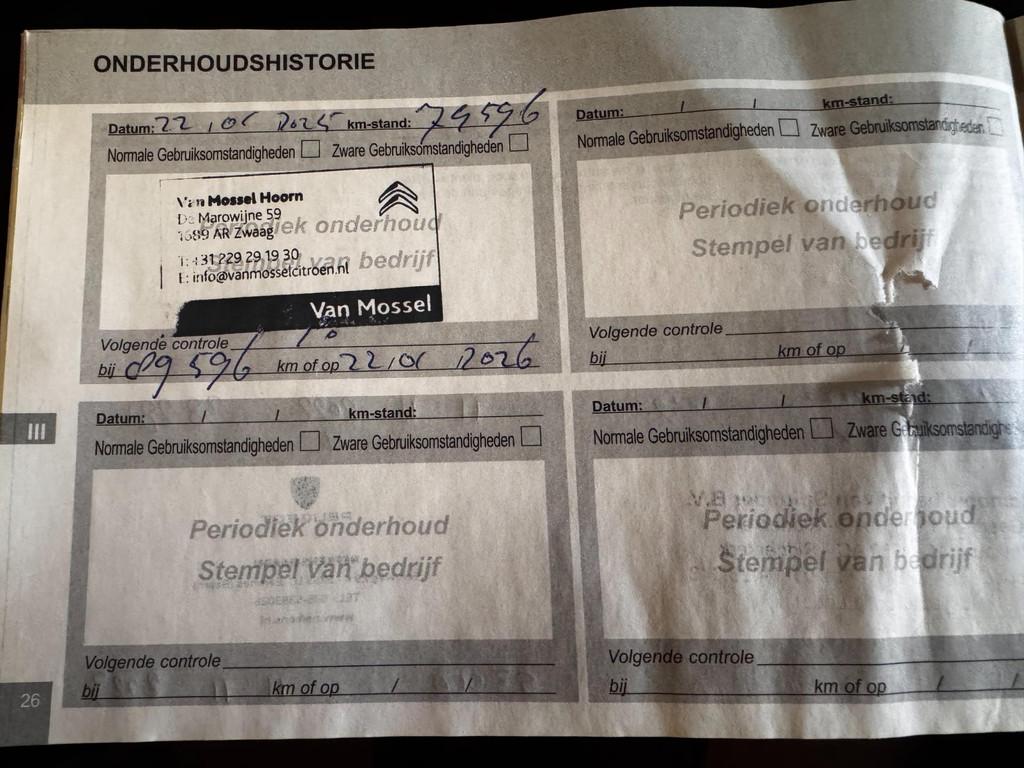 ONDERHOUDSHISTORIE
Datum: 22 / 01 / 2025 km-stand: 79596
Normale Gebruiksomstandigheden Zware Gebruiksomstandigheden
Van Mossel Hoorn
De Marowijne 59
1689 AR Zwaag
T: +31 229 29 19 30
E: info@vanmosselcitroen.nl
Periodiek onderhoud
Stempel van bedrijf
Van Mossel
Volgende controle
bij 89596 km of op 22 / 01 / 2026
Datum: / / km-stand:
Normale Gebruiksomstandigheden Zware Gebruiksomstandigheden
Periodiek onderhoud
Stempel van bedrijf
Volgende controle
bij km of op / /
Datum: / / km-stand:
Normale Gebruiksomstandigheden Zware Gebruiksomstandigheden
Periodiek onderhoud
Stempel van bedrijf
Volgende controle
bij km of op / /
Datum: / / km-stand:
Normale Gebruiksomstandigheden Zware
Periodiek onderhoud
Stempel van bedrijf
Volgende controle
bij km of op / /
III
26